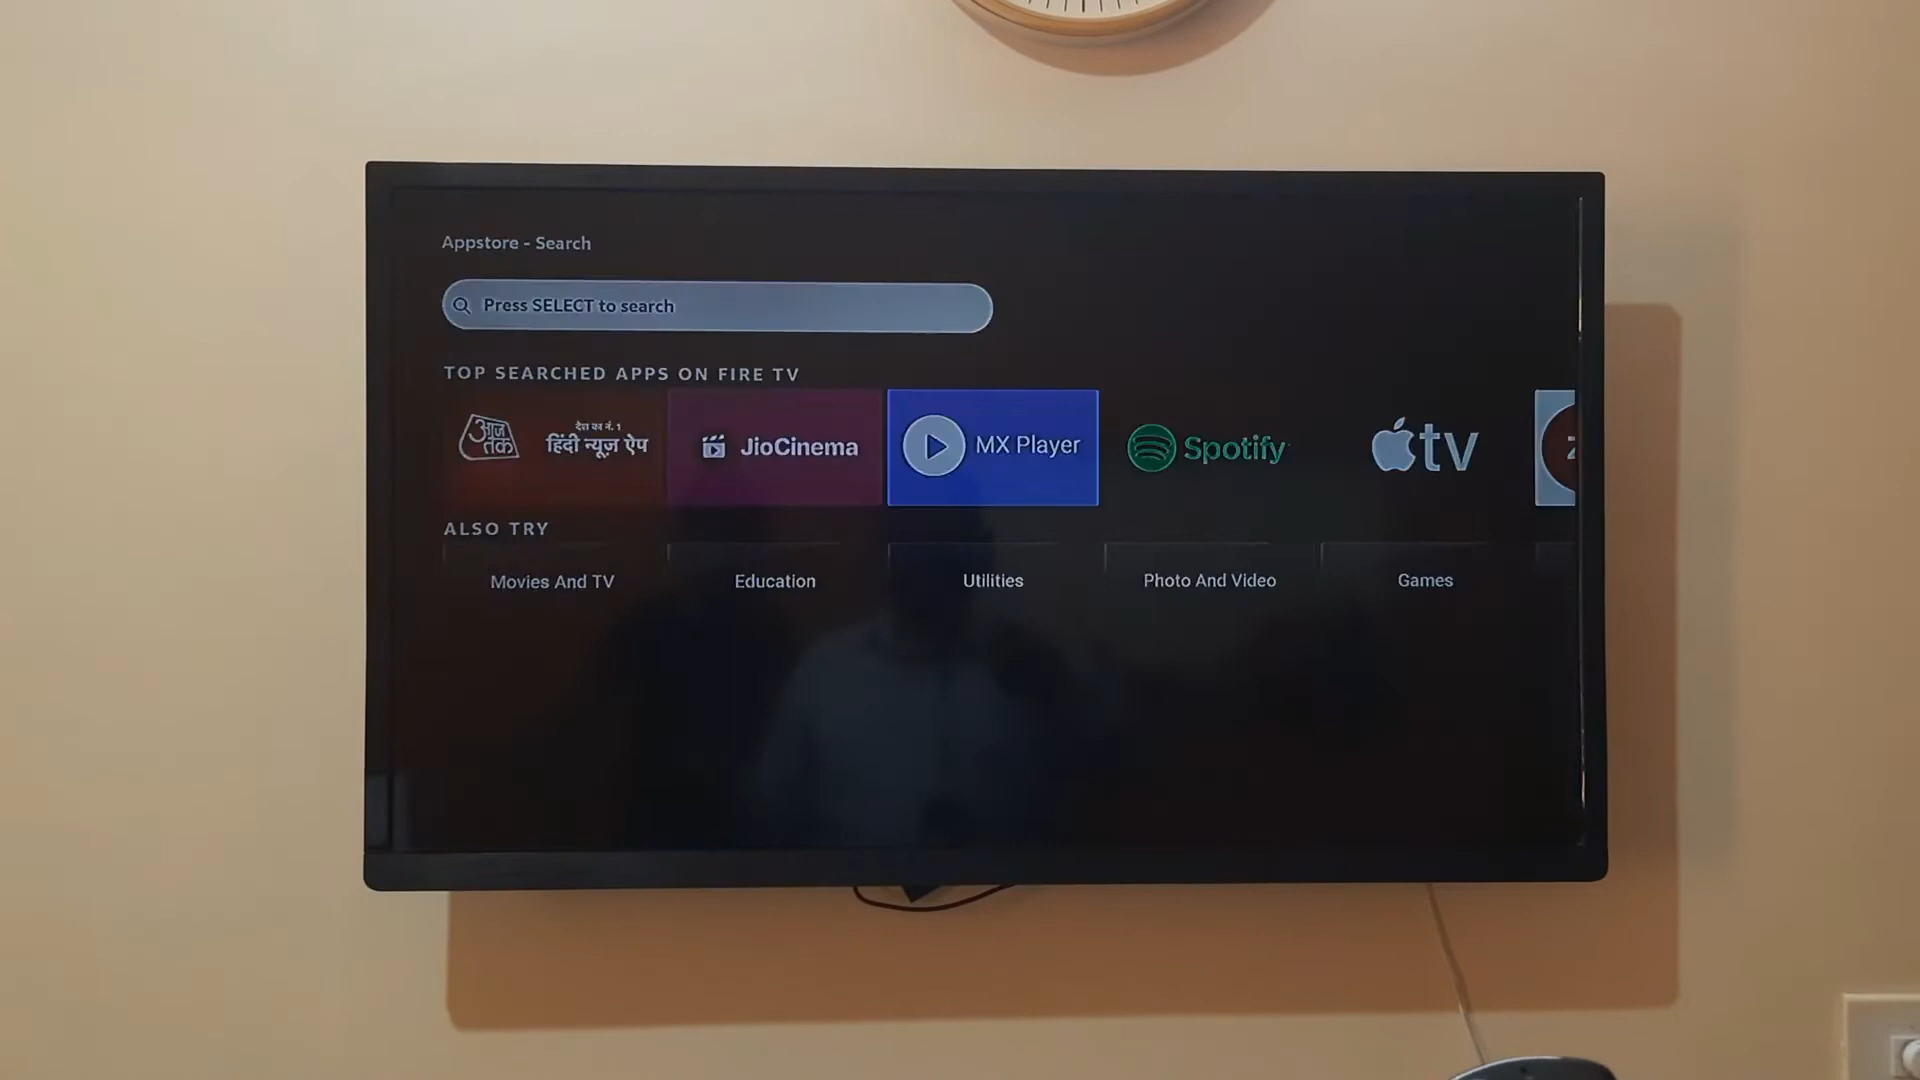 Appstore - Search
Press SELECT to search
TOP SEARCHED APPS ON FIRE TV
आज तक
देश का नं. 1
हिंदी न्यूज़ ऐप
JioCinema
MX Player
Spotify
tv
ALSO TRY
Movies And TV
Education
Utilities
Photo And Video
Games